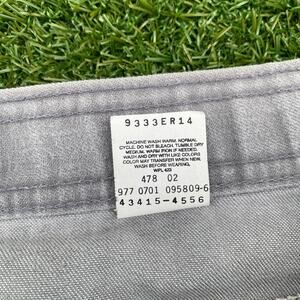 9333ER14
MACHINE WASH WARM, NORMAL
CYCLE. DO NOT BLEACH. TUMBLE DRY
MEDIUM. WARM IRON IF NEEDED.
WASH AND DRY WITH LIKE COLORS
COLOR MAY TRANSFER WHEN NEW.
WASH BEFORE WEARING.
WPL 423
478 02
977 0701 095809-6
43415-4556